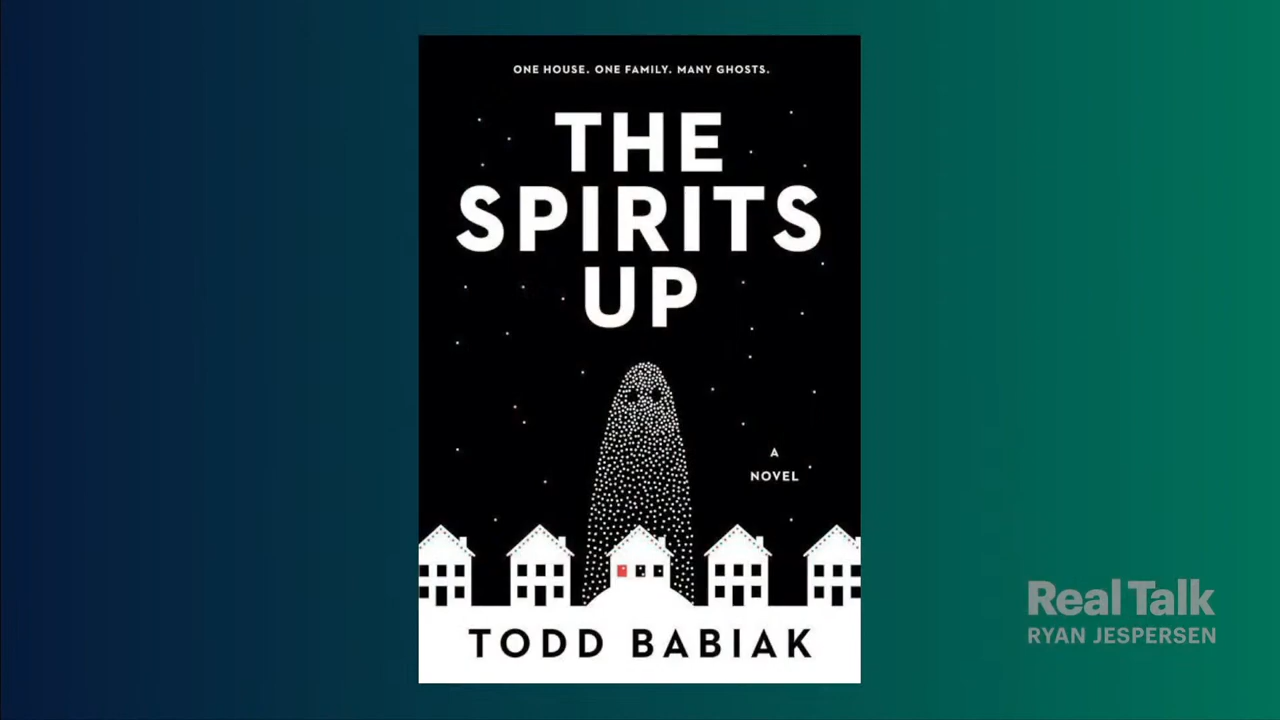 ONE HOUSE. ONE FAMILY. MANY GHOSTS.
THE
SPIRITS
UP
A
NOVEL
TODD BABIAK
Real Talk
RYAN JESPERSEN